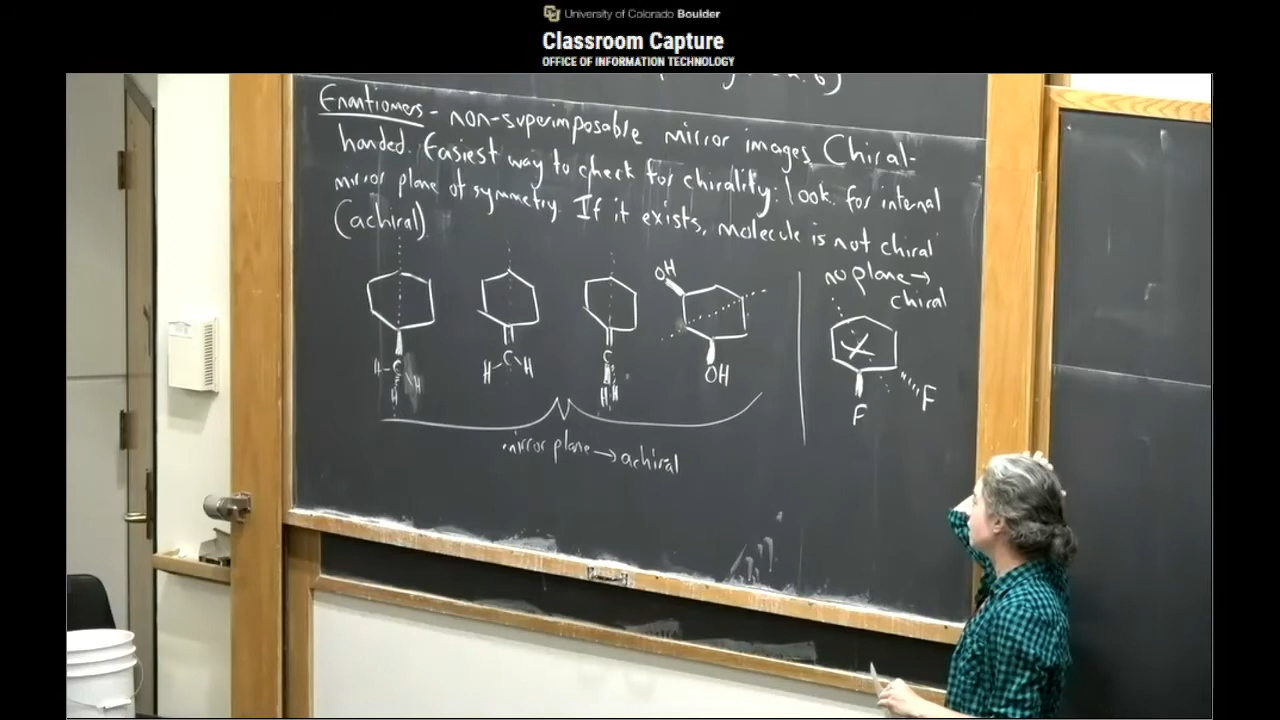 University of Colorado Boulder
Classroom Capture
OFFICE OF INFORMATION TECHNOLOGY
Enantiomers - non-superimposable mirror images Chiral-
handed. Easiest way to check for chirality: look for internal
mirror plane of symmetry. If it exists, molecule is not chiral
(achiral)
no plane →
chiral
OH
OH
H-C H
H
H C H
C
H H
F
F
mirror plane → achiral